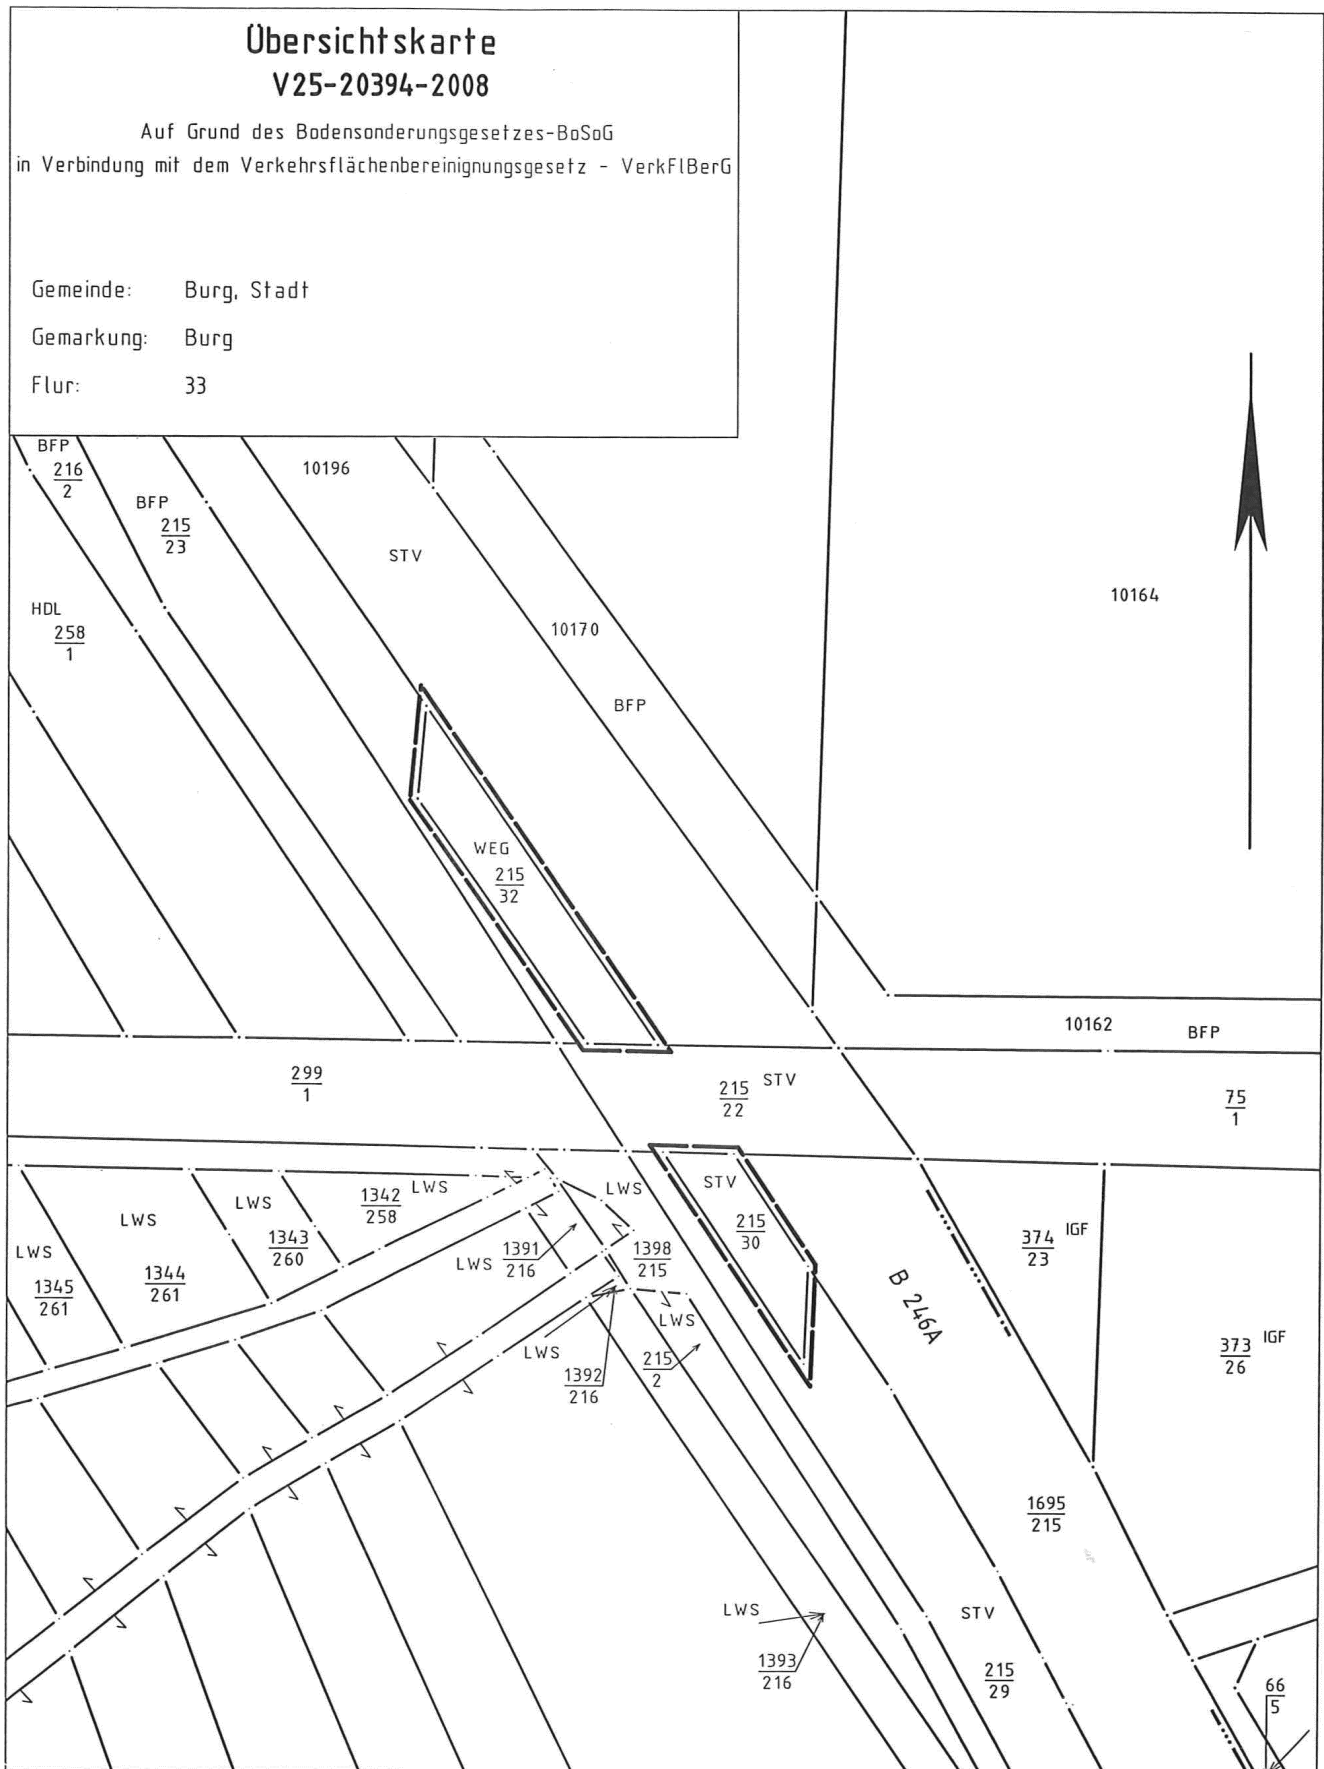 Übersichtskarte
V25-20394-2008
Auf Grund des Bodensonderungsgesetzes-BoSoG
in Verbindung mit dem Verkehrsflächenbereinignungsgesetz - VerkFlBerG
Gemeinde: Burg, Stadt
Gemarkung: Burg
Flur: 33
BFP
216
2
BFP
215
23
10196
STV
HDL
258
1
10170
BFP
10164
WEG
215
32
10162
BFP
299
1
215
22
STV
75
1
LWS
1345
261
LWS
1344
261
LWS
1343
260
1342
258
LWS
LWS
1391
216
LWS
1398
215
STV
215
30
374
23
IGF
B 246A
373
26
IGF
LWS
LWS
1392
216
215
2
1695
215
LWS
1393
216
STV
215
29
66
5